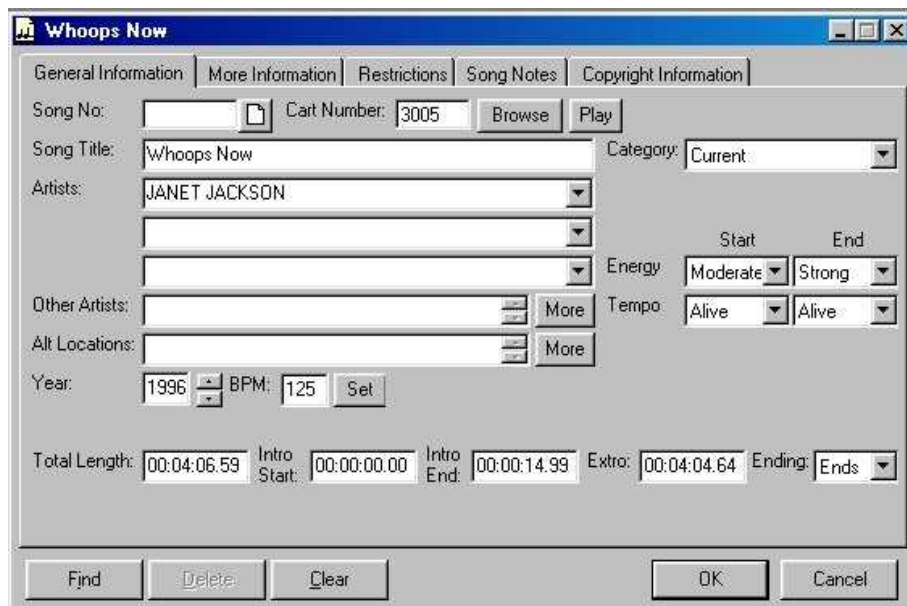 Whoops Now
General Information More Information Restrictions Song Notes Copyright Information
Song No: Cart Number: 3005 Browse Play
Song Title: Whoops Now Category: Current
Artists: JANET JACKSON
Start End
Energy Moderate Strong
Other Artists: More Tempo Alive Alive
Alt Locations: More
Year: 1996 BPM: 125 Set
Total Length: 00:04:06.59 Intro Start: 00:00:00.00 Intro End: 00:00:14.99 Extro: 00:04:04.64 Ending: Ends
Find Delete Clear OK Cancel